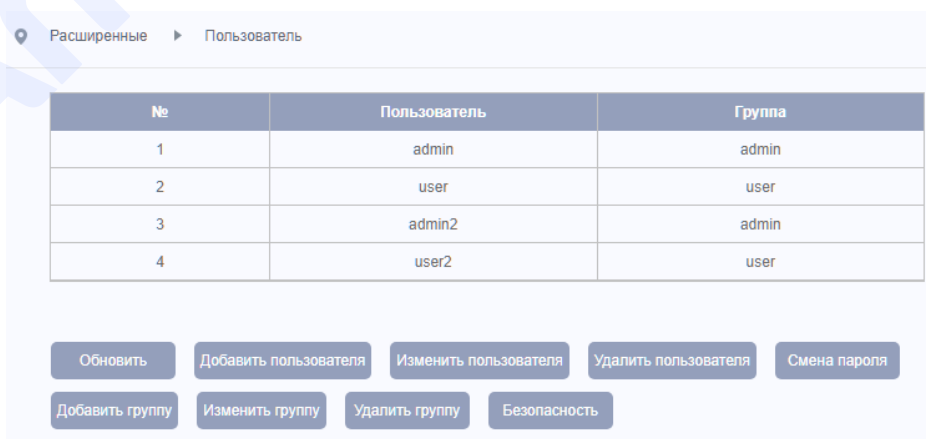 Расширенные Пользователь
№ Пользователь Группа
1 admin admin
2 user user
3 admin2 admin
4 user2 user
Обновить Добавить пользователя Изменить пользователя Удалить пользователя Смена пароля
Добавить группу Изменить группу Удалить группу Безопасность